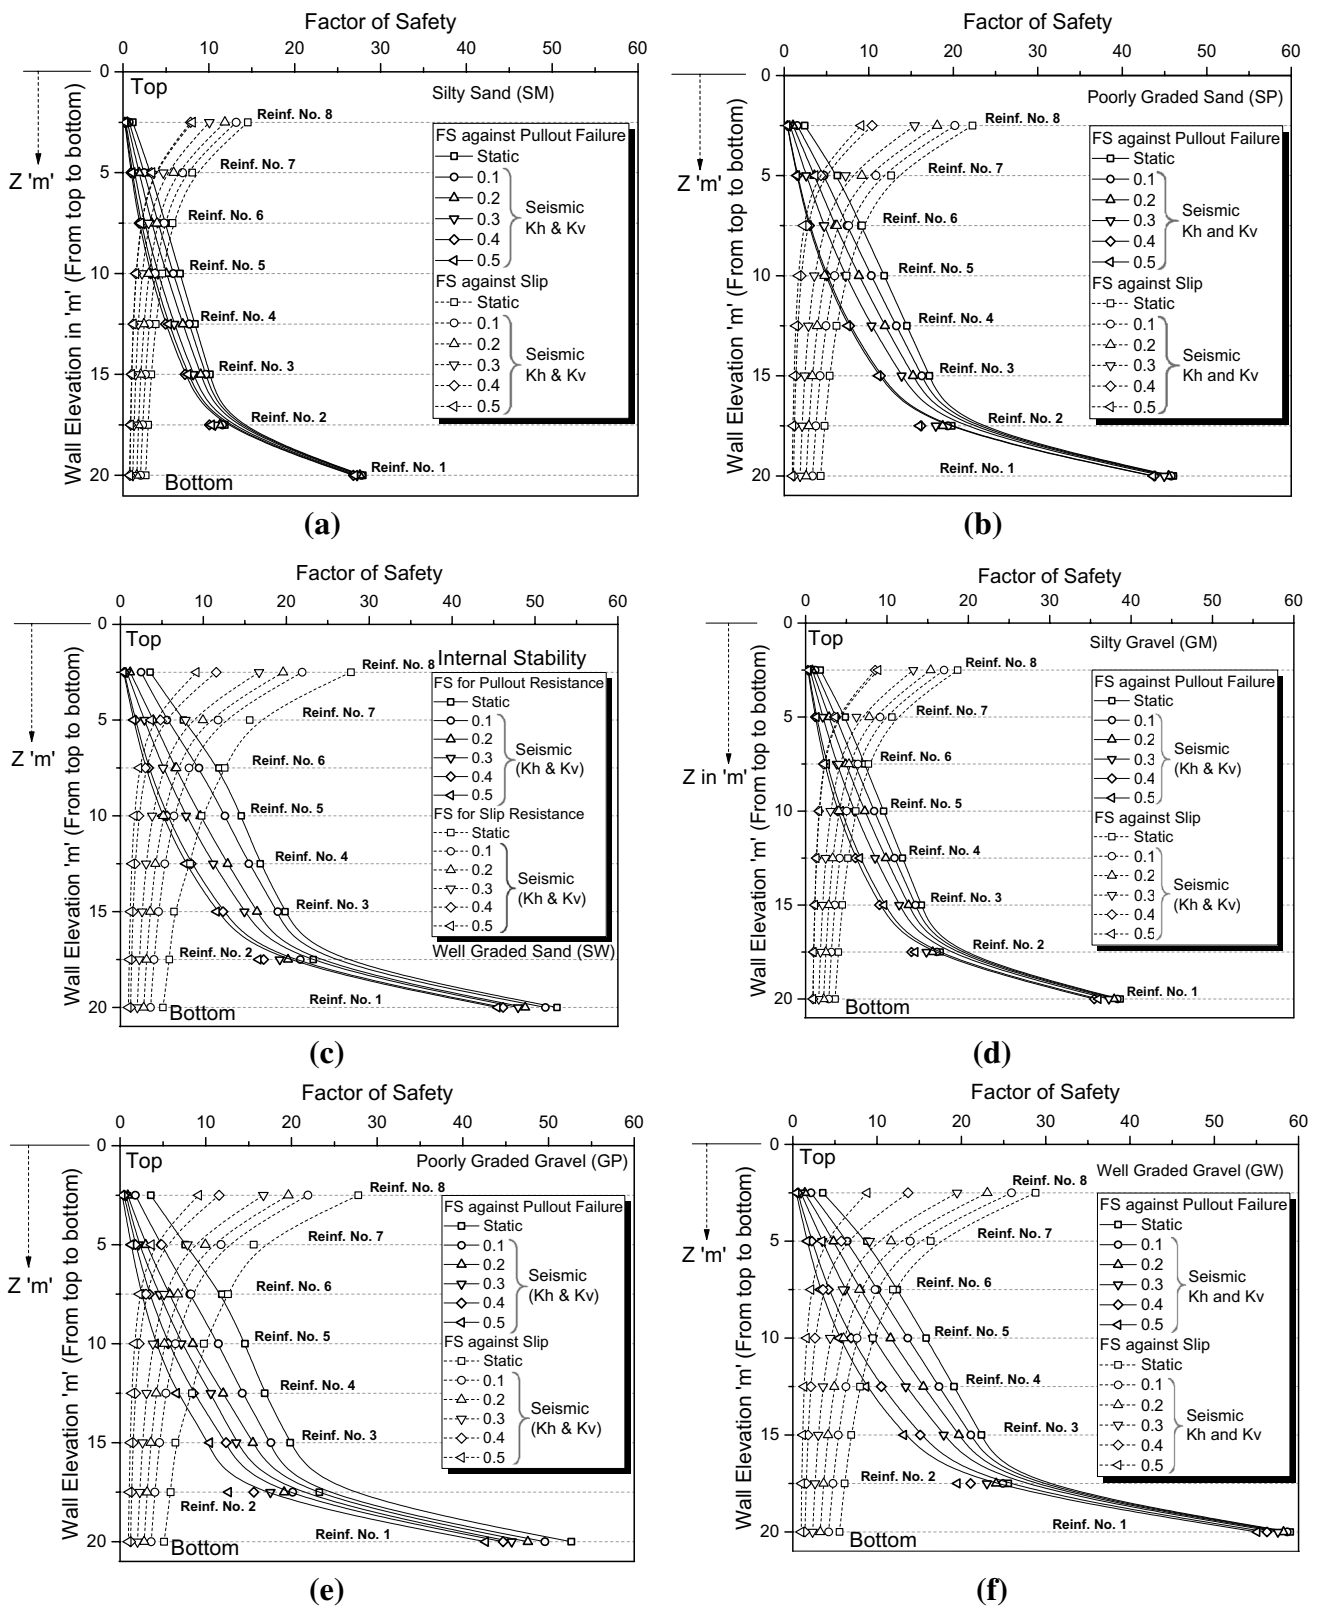 Factor of Safety
0 10 20 30 40 50 60
Top
Silty Sand (SM)
Wall Elevation in 'm' (From top to bottom)
Z 'm'
0
5
10
15
20
Reinf. No. 8
Reinf. No. 7
Reinf. No. 6
Reinf. No. 5
Reinf. No. 4
Reinf. No. 3
Reinf. No. 2
Reinf. No. 1
Bottom
FS against Pullout Failure
Static
0.1
0.2
0.3
0.4
0.5
Seismic
Kh & Kv
FS against Slip
Static
0.1
0.2
0.3
0.4
0.5
Seismic
Kh & Kv
(a)
Factor of Safety
0 10 20 30 40 50 60
Poorly Graded Sand (SP)
Wall Elevation 'm' (From top to bottom)
Z 'm'
0
5
10
15
20
Reinf. No. 8
Reinf. No. 7
Reinf. No. 6
Reinf. No. 5
Reinf. No. 4
Reinf. No. 3
Reinf. No. 2
Reinf. No. 1
FS against Pullout Failure
Static
0.1
0.2
0.3
0.4
0.5
Seismic
Kh and Kv
FS against Slip
Static
0.1
0.2
0.3
0.4
0.5
Seismic
Kh and Kv
(b)
Factor of Safety
0 10 20 30 40 50 60
Top
Wall Elevation 'm' (From top to bottom)
Z 'm'
0
5
10
15
20
Reinf. No. 8
Reinf. No. 7
Reinf. No. 6
Reinf. No. 5
Reinf. No. 4
Reinf. No. 3
Reinf. No. 2
Reinf. No. 1
Bottom
Internal Stability
FS for Pullout Resistance
Static
0.1
0.2
0.3
0.4
0.5
Seismic
(Kh & Kv)
FS for Slip Resistance
Static
0.1
0.2
0.3
0.4
0.5
Seismic
(Kh & Kv)
Well Graded Sand (SW)
(c)
Factor of Safety
0 10 20 30 40 50 60
Top
Silty Gravel (GM)
Wall Elevation 'm' (From top to bottom)
Z in 'm'
0
5
10
15
20
Reinf. No. 8
Reinf. No. 7
Reinf. No. 6
Reinf. No. 5
Reinf. No. 4
Reinf. No. 3
Reinf. No. 2
Reinf. No. 1
Bottom
FS against Pullout Failure
Static
0.1
0.2
0.3
0.4
0.5
Seismic
(Kh & Kv)
FS against Slip
Static
0.1
0.2
0.3
0.4
0.5
Seismic
(Kh & Kv)
(d)
Factor of Safety
0 10 20 30 40 50 60
Top
Poorly Graded Gravel (GP)
Wall Elevation 'm' (From top to bottom)
Z 'm'
0
5
10
15
20
Reinf. No. 8
Reinf. No. 7
Reinf. No. 6
Reinf. No. 5
Reinf. No. 4
Reinf. No. 3
Reinf. No. 2
Reinf. No. 1
Bottom
FS against Pullout Failure
Static
0.1
0.2
0.3
0.4
0.5
Seismic
(Kh & Kv)
FS against Slip
Static
0.1
0.2
0.3
0.4
0.5
Seismic
(Kh & Kv)
(e)
Factor of Safety
0 10 20 30 40 50 60
Top
Well Graded Gravel (GW)
Wall Elevation 'm' (From top to bottom)
Z 'm'
0
5
10
15
20
Reinf. No. 8
Reinf. No. 7
Reinf. No. 6
Reinf. No. 5
Reinf. No. 4
Reinf. No. 3
Reinf. No. 2
Reinf. No. 1
Bottom
FS against Pullout Failure
Static
0.1
0.2
0.3
0.4
0.5
Seismic
Kh and Kv
FS against Slip
Static
0.1
0.2
0.3
0.4
0.5
Seismic
Kh and Kv
(f)